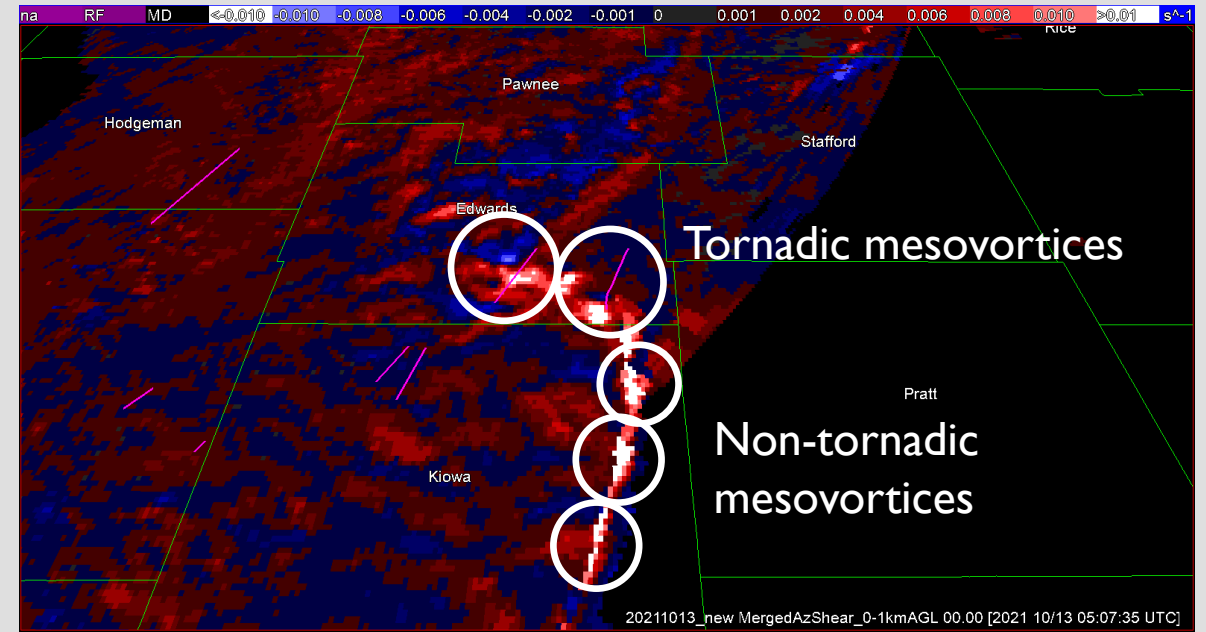 na RF MD <-0.010 -0.010 -0.008 -0.006 -0.004 -0.002 -0.001 0 0.001 0.002 0.004 0.006 0.008 0.010 >0.01 s^-1
Rice
Pawnee
Hodgeman
Stafford
Edwards
Tornadic mesovortices
Pratt
Non-tornadic
mesovortices
Kiowa
20211013_new MergedAzShear_0-1kmAGL 00.00 [2021 10/13 05:07:35 UTC]